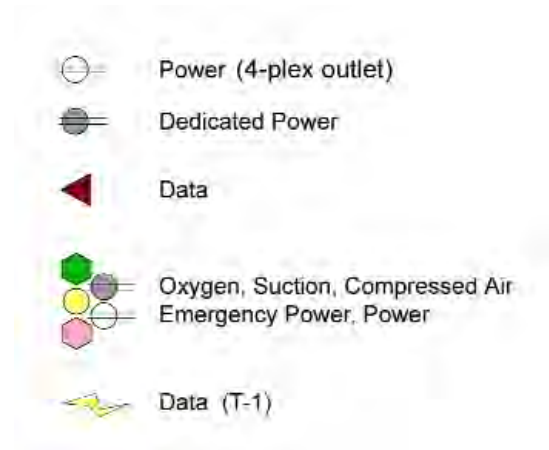 Power (4-plex outlet)
Dedicated Power
Data
Oxygen, Suction, Compressed Air
Emergency Power, Power
Data (T-1)